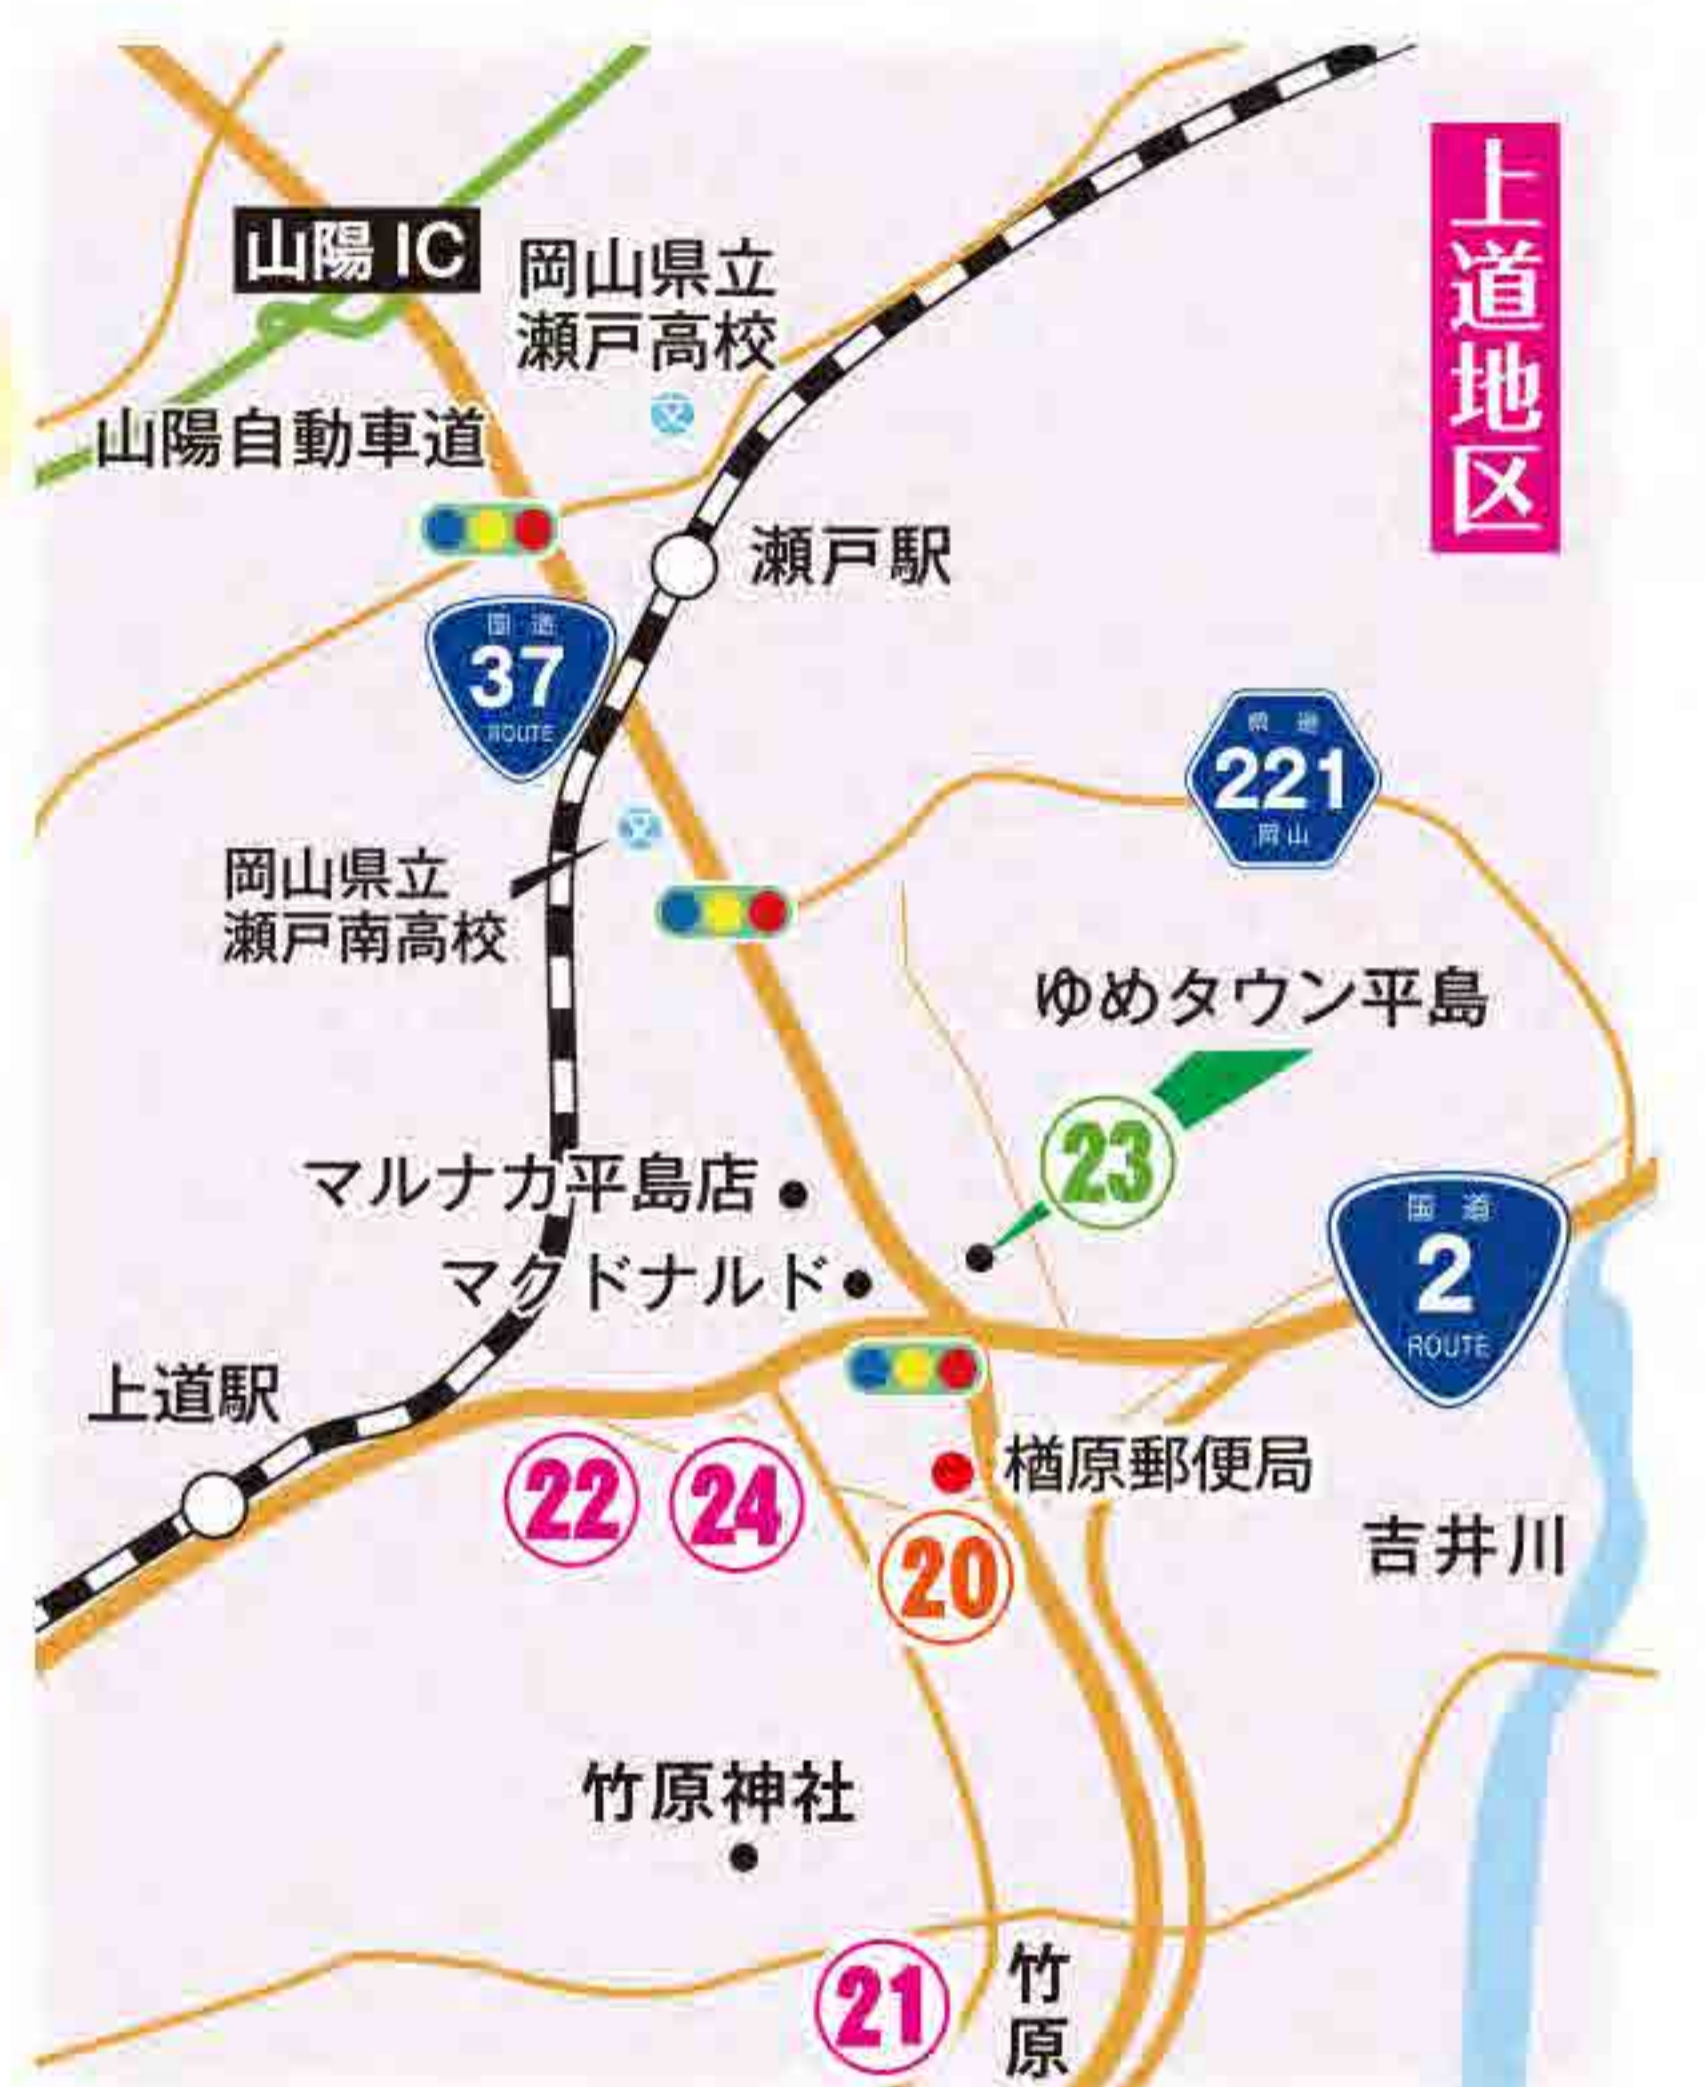 上道地区
山陽 IC
岡山県立
瀬戸高校
山陽自動車道
瀬戸駅
国道
37
ROUTE
県道
221
岡山
岡山県立
瀬戸南高校
ゆめタウン平島
23
マルナカ平島店
マクドナルド
国道
2
ROUTE
上道駅
22
24
楢原郵便局
20
吉井川
竹原神社
21
竹原